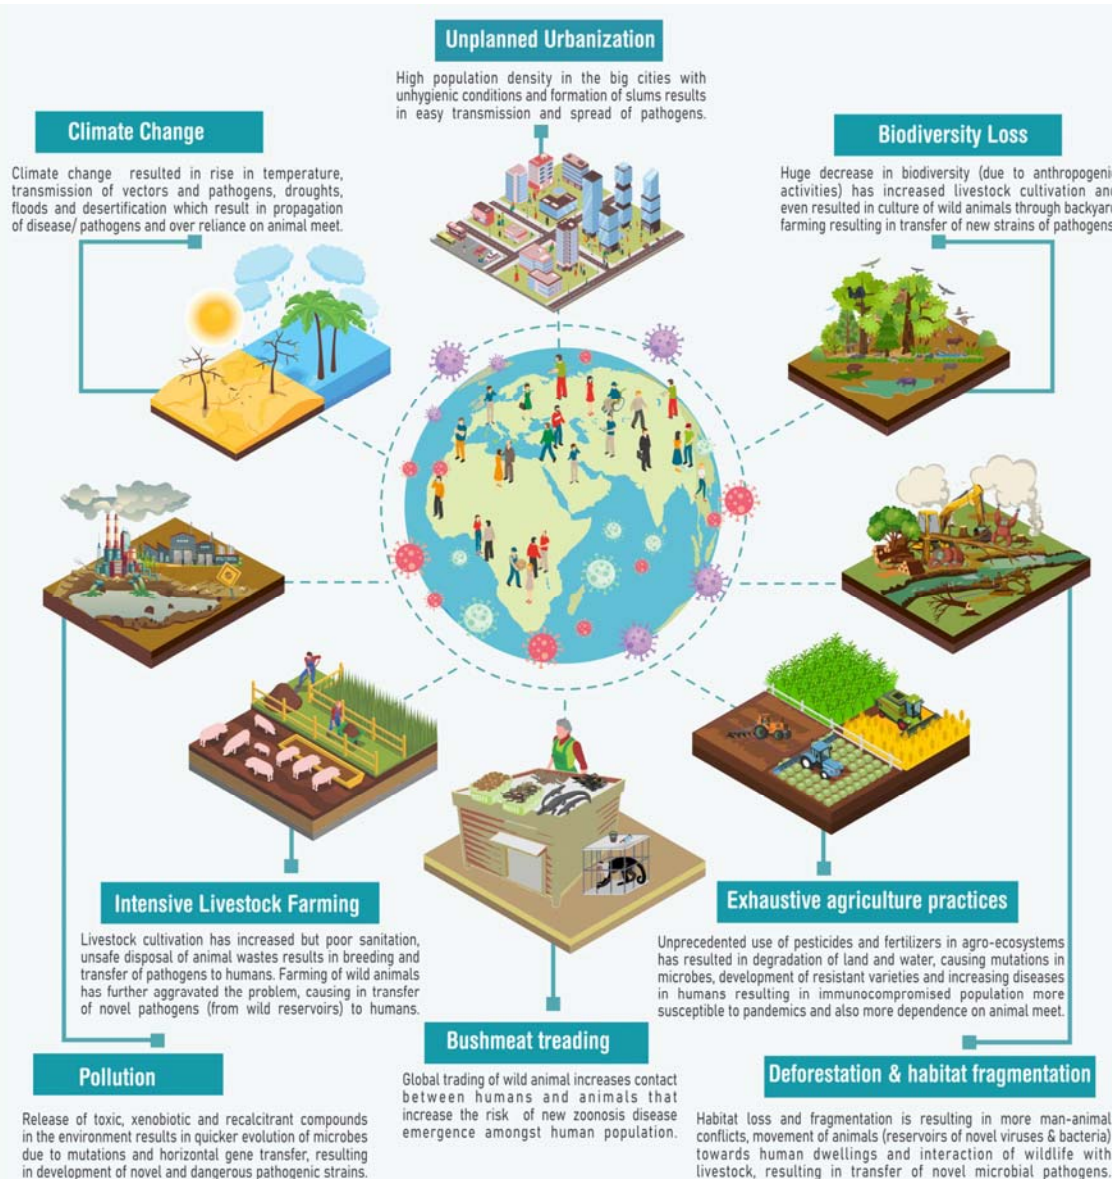 Unplanned Urbanization
High population density in the big cities with
unhygienic conditions and formation of slums results
in easy transmission and spread of pathogens.
Climate Change
Climate change resulted in rise in temperature,
transmission of vectors and pathogens, droughts,
floods and desertification which result in propagation
of disease/ pathogens and over reliance on animal meet.
Biodiversity Loss
Huge decrease in biodiversity (due to anthropogenic
activities) has increased livestock cultivation and
even resulted in culture of wild animals through backyard
farming resulting in transfer of new strains of pathogens
Intensive Livestock Farming
Livestock cultivation has increased but poor sanitation,
unsafe disposal of animal wastes results in breeding and
transfer of pathogens to humans. Farming of wild animals
has further aggravated the problem, causing in transfer
of novel pathogens (from wild reservoirs) to humans.
Exhaustive agriculture practices
Unprecedented use of pesticides and fertilizers in agro-ecosystems
has resulted in degradation of land and water, causing mutations in
microbes, development of resistant varieties and increasing diseases
in humans resulting in immunocompromised population more
susceptible to pandemics and also more dependence on animal meet.
Bushmeat treading
Global trading of wild animal increases contact
between humans and animals that
increase the risk of new zoonosis disease
emergence amongst human population.
Pollution
Release of toxic, xenobiotic and recalcitrant compounds
in the environment results in quicker evolution of microbes
due to mutations and horizontal gene transfer, resulting
in development of novel and dangerous pathogenic strains.
Deforestation & habitat fragmentation
Habitat loss and fragmentation is resulting in more man-animal
conflicts, movement of animals (reservoirs of novel viruses & bacteria)
towards human dwellings and interaction of wildlife with
livestock, resulting in transfer of novel microbial pathogens.